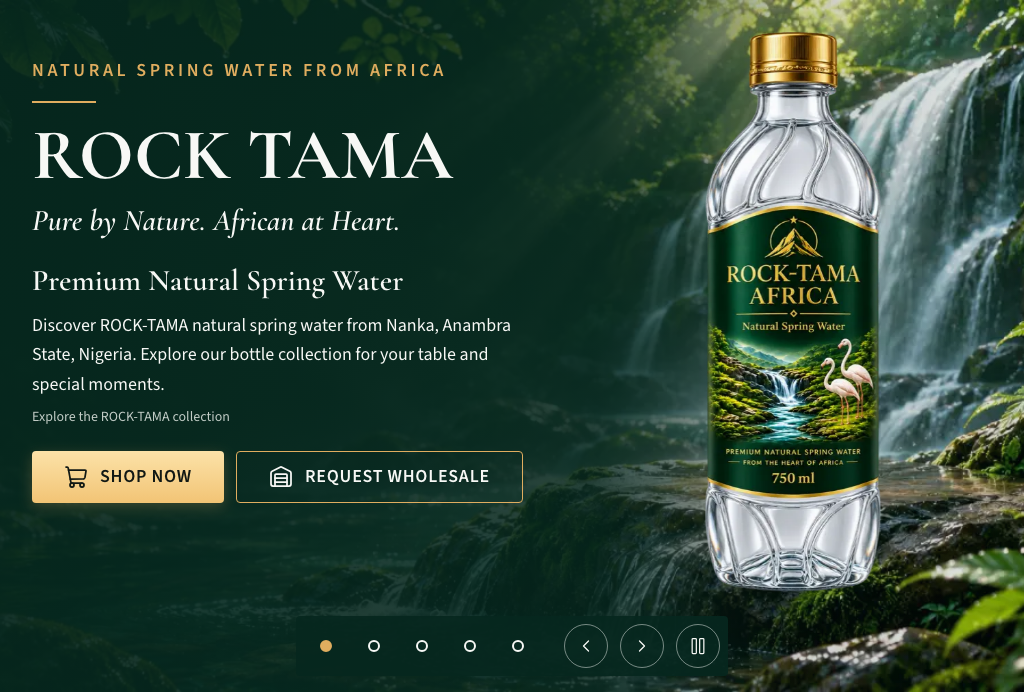 NATURAL SPRING WATER FROM AFRICA
ROCK TAMA
Pure by Nature. African at Heart.
Premium Natural Spring Water
Discover ROCK-TAMA natural spring water from Nanka, Anambra
State, Nigeria. Explore our bottle collection for your table and
special moments.
Explore the ROCK-TAMA collection
SHOP NOW
REQUEST WHOLESALE
ROCK-TAMA
AFRICA
Natural Spring Water
PREMIUM NATURAL SPRING WATER
FROM THE HEART OF AFRICA
750 ml